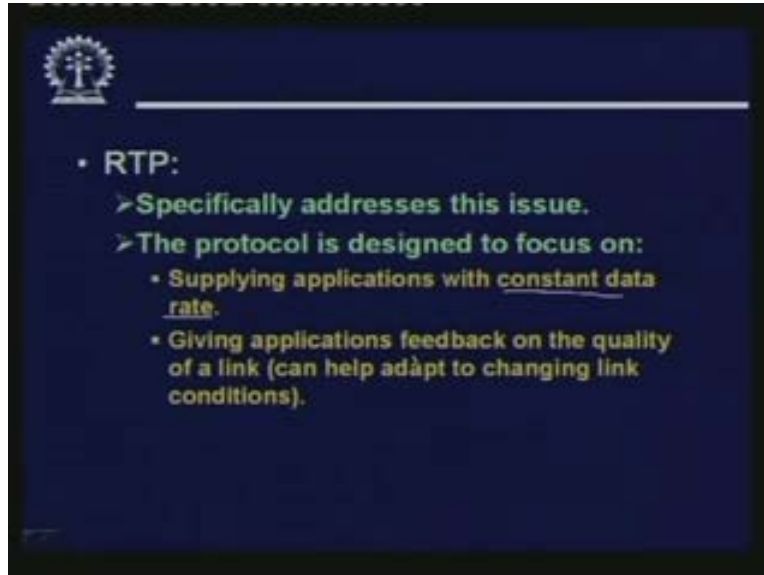 • RTP:
➢Specifically addresses this issue.
➢The protocol is designed to focus on:
▪ Supplying applications with constant data
rate.
▪ Giving applications feedback on the quality
of a link (can help adapt to changing link
conditions).